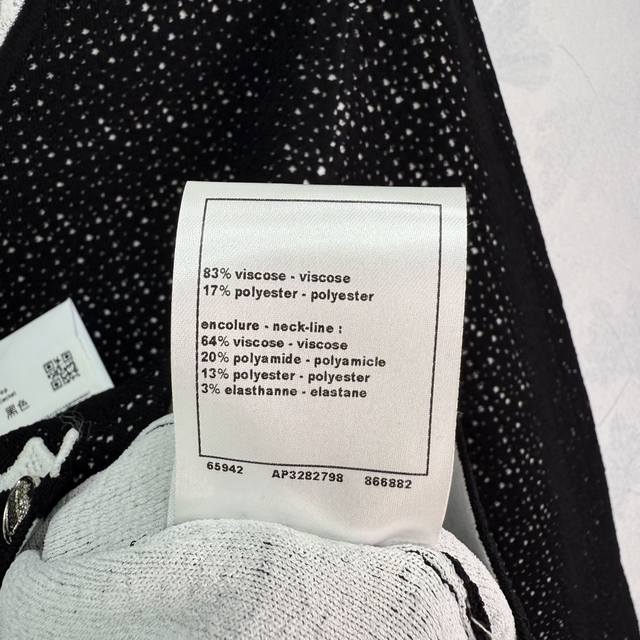 83% viscose - viscose
17% polyester - polyester
encolure - neck-line :
64% viscose - viscose
20% polyamide - polyamicle
13% polyester - polyester
3% elasthanne - elastane
65942 AP3282798 866882
黑色